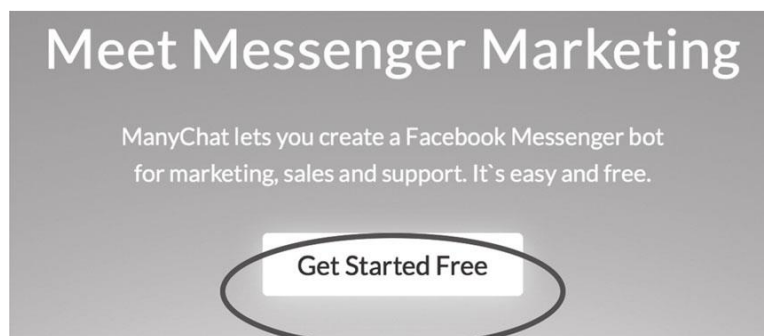 Meet Messenger Marketing
ManyChat lets you create a Facebook Messenger bot
for marketing, sales and support. It`s easy and free.
Get Started Free